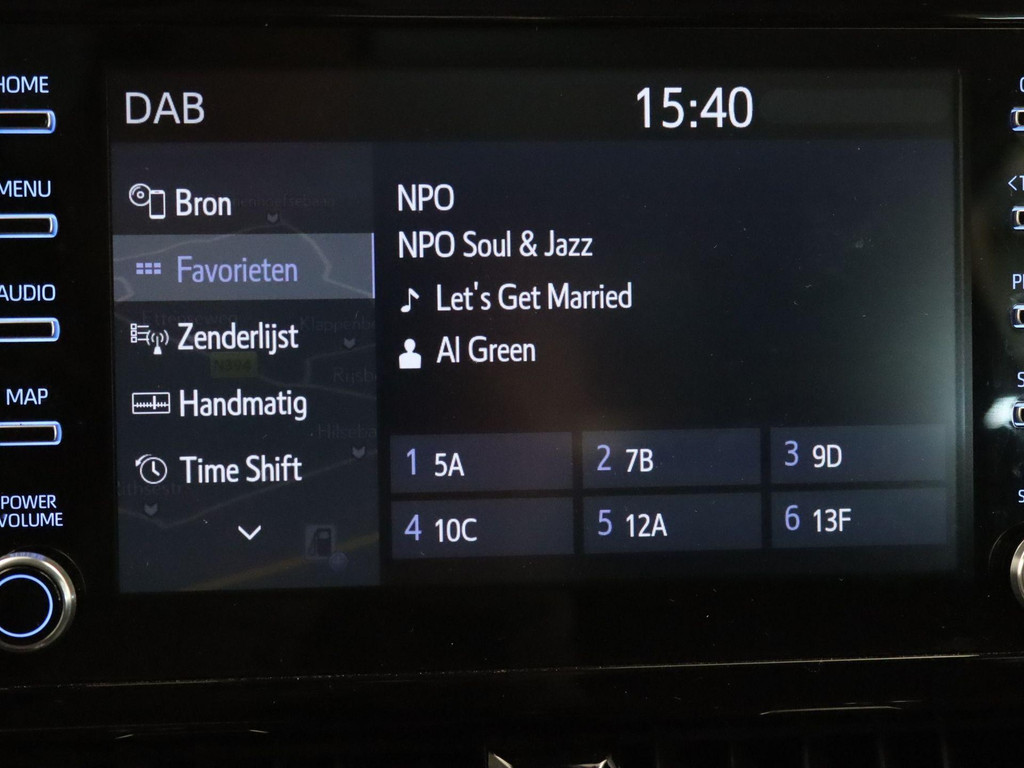 HOME
MENU
AUDIO
MAP
POWER
VOLUME
DAB
15:40
Bron
Favorieten
Zenderlijst
Handmatig
Time Shift
NPO
NPO Soul & Jazz
Let's Get Married
Al Green
1 5A
2 7B
3 9D
4 10C
5 12A
6 13F
N304